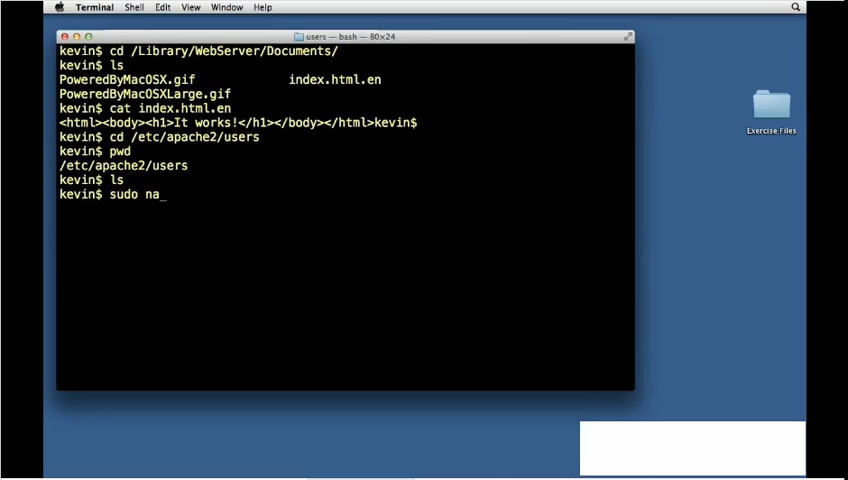 Terminal Shell Edit View Window Help
users — bash — 80×24
kevin$ cd /Library/WebServer/Documents/
kevin$ ls
PoweredByMacOSX.gif index.html.en
PoweredByMacOSXLarge.gif
kevin$ cat index.html.en
<html><body><h1>It works!</h1></body></html>kevin$
kevin$ cd /etc/apache2/users
kevin$ pwd
/etc/apache2/users
kevin$ ls
kevin$ sudo na_
Exercise Files